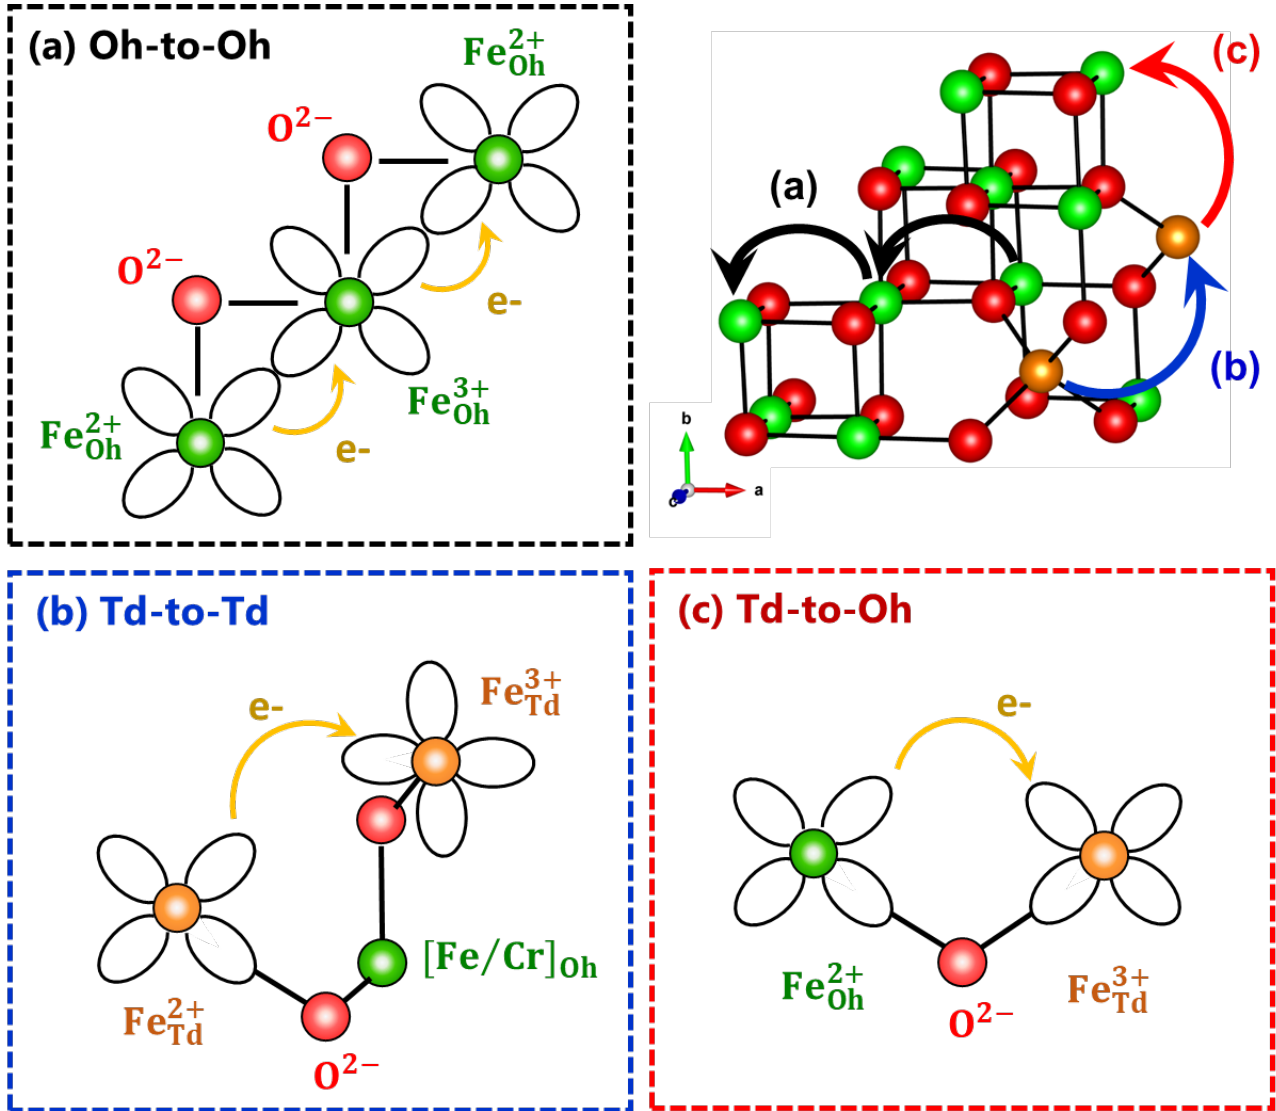 (a) Oh-to-Oh
Fe²⁺Oh
O²⁻
O²⁻
e-
Fe³⁺Oh
Fe²⁺Oh
e-
(c)
(a)
(b)
b
a
c
(b) Td-to-Td
e-
Fe³⁺Td
[Fe/Cr]Oh
Fe²⁺Td
O²⁻
(c) Td-to-Oh
e-
Fe²⁺Oh
Fe³⁺Td
O²⁻